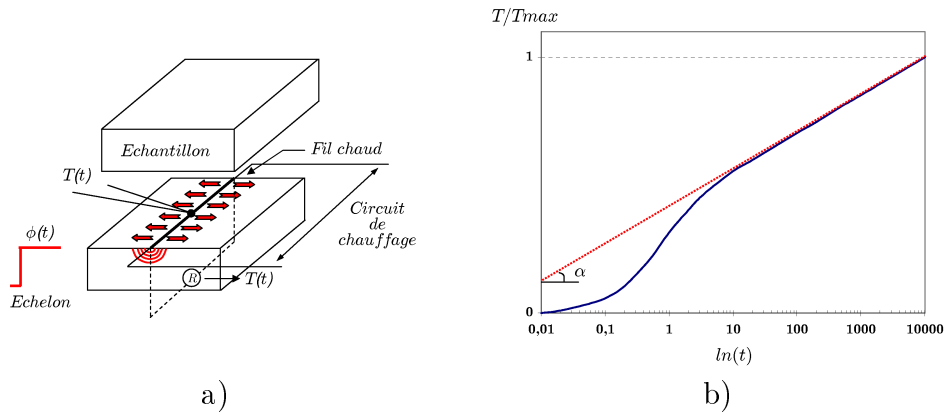 Echantillon
Fil chaud
T(t)
Circuit
de
chauffage
ϕ(t)
Echelon
R
T(t)
a)
T/Tmax
1
α
0
0,01
0,1
1
10
100
1000
10000
ln(t)
b)